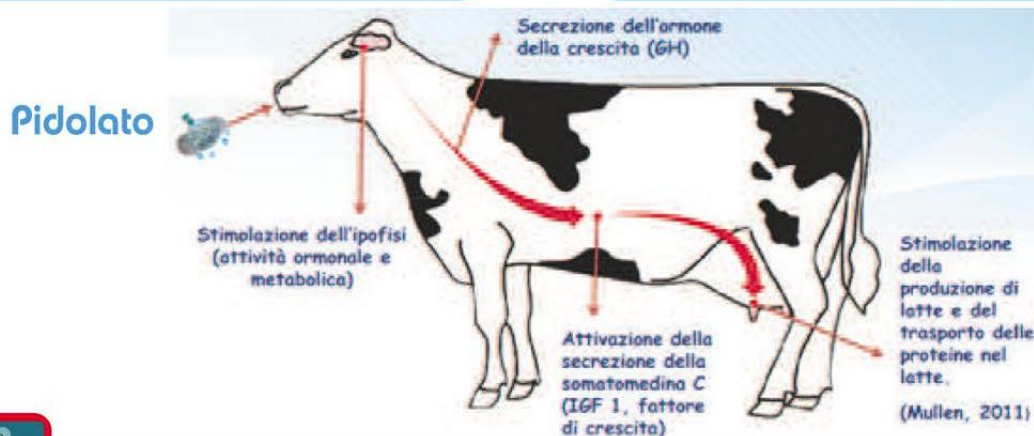 Secrezione dell'ormone
della crescita (GH)
Pidolato
Stimolazione dell'ipofisi
(attività ormonale e
metabolica)
Attivazione della
secrezione della
somatomedina C
(IGF 1, fattore
di crescita)
Stimolazione
della
produzione di
latte e del
trasporto delle
proteine nel
latte.
(Mullen, 2011)